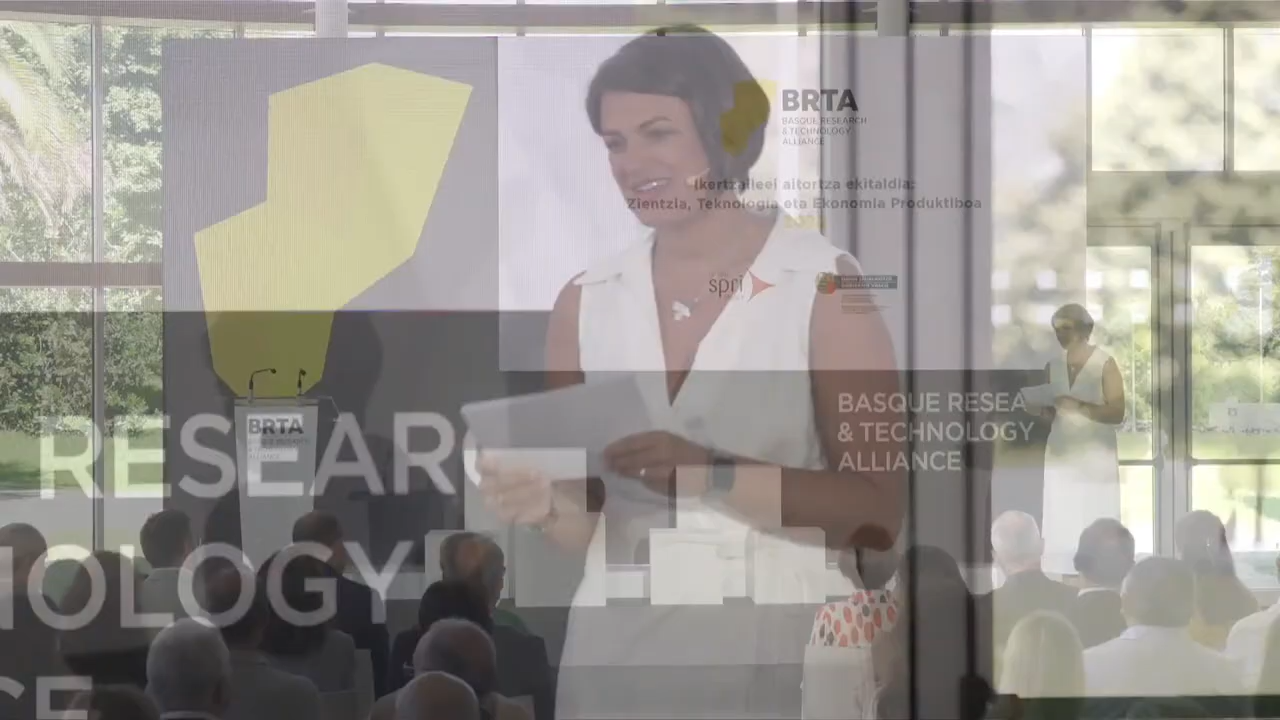 BRTA
BASQUE RESEARCH
& TECHNOLOGY
ALLIANCE
Ikertzaileei aitortza ekitaldia:
Zientzia, Teknologia eta Ekonomia Produktiboa
spri
BASQUE RESEA
& TECHNOLOGY
ALLIANCE
BRTA
RESEARC
NOLOGY
CE